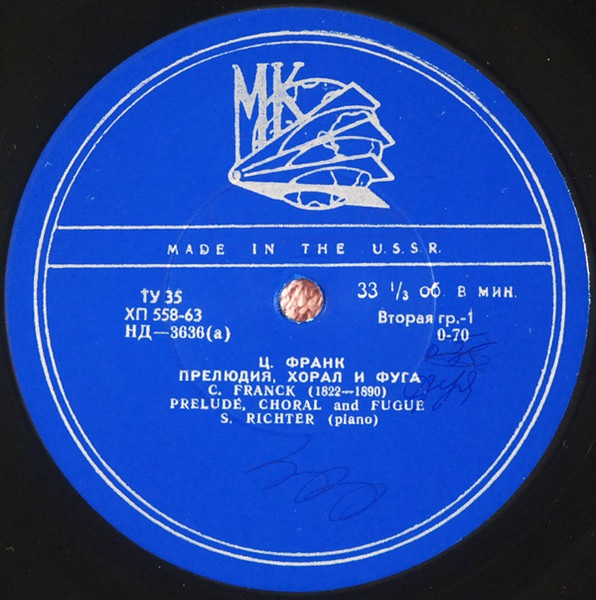 МК
MADE IN THE U.S.S.R.
ТУ 35
ХП 558-63
НД—3636(а)
33 1/3 об. в мин.
Вторая гр.-1
0-70
Ц. ФРАНК
ПРЕЛЮДИЯ, ХОРАЛ И ФУГА
C. FRANCK (1822—1890)
PRELUDE, CHORAL and FUGUE
S. RICHTER (piano)